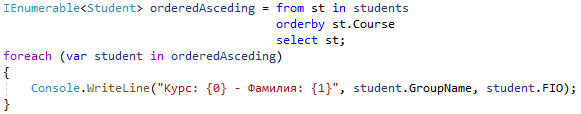 IEnumerable<Student> orderedAsceding = from st in students
orderby st.Course
select st;
foreach (var student in orderedAsceding)
{
Console.WriteLine("Курс: {0} - Фамилия: {1}", student.GroupName, student.FIO);
}